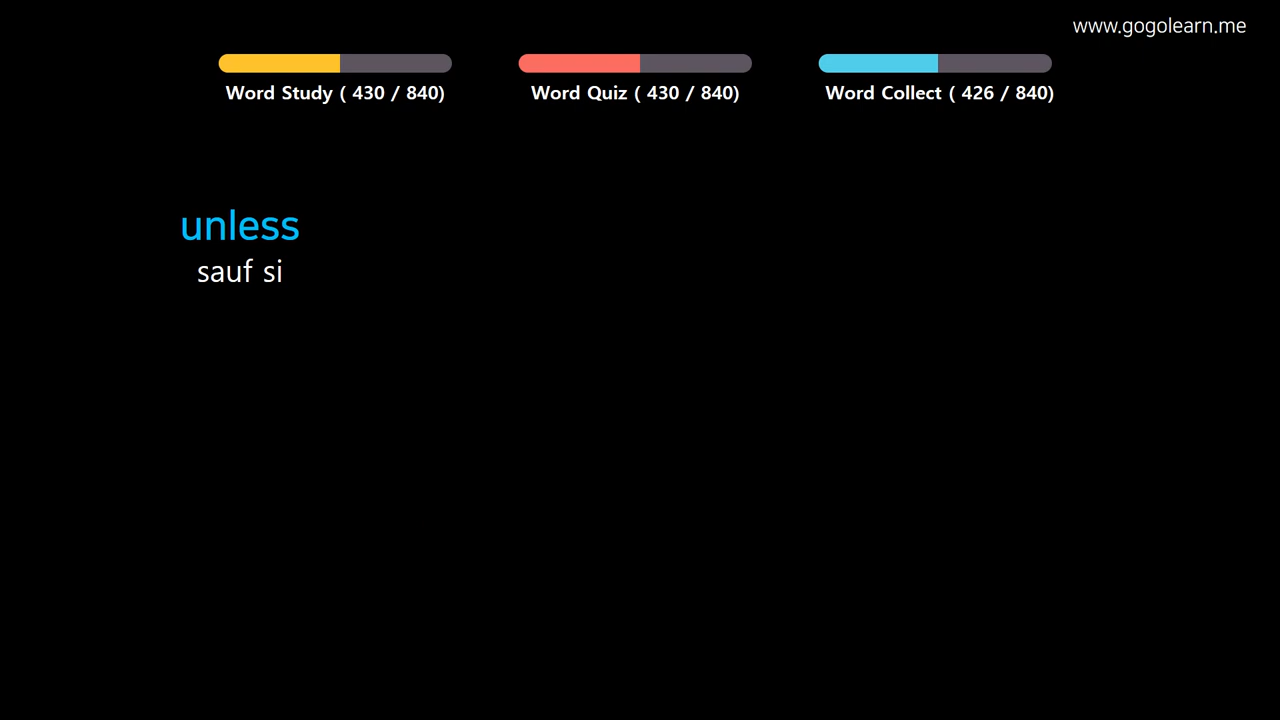 www.gogolearn.me
Word Study ( 430 / 840)
Word Quiz ( 430 / 840)
Word Collect ( 426 / 840)
unless
sauf si